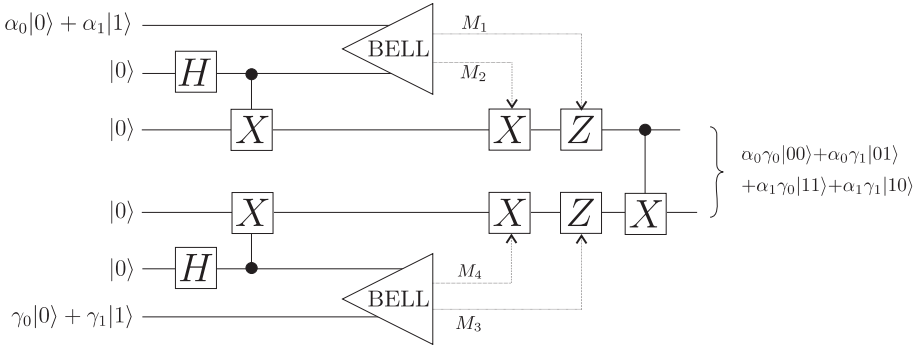 α₀|0⟩ + α₁|1⟩ BELL M₁
|0⟩ H M₂
|0⟩ X X Z
α₀γ₀|00⟩+α₀γ₁|01⟩
+α₁γ₀|11⟩+α₁γ₁|10⟩
|0⟩ X X Z X
|0⟩ H BELL M₄
γ₀|0⟩ + γ₁|1⟩ M₃